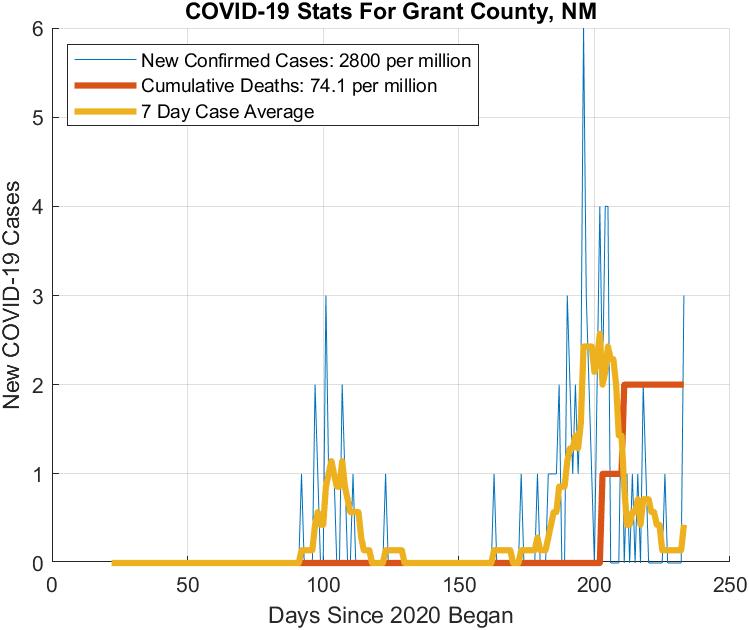 COVID-19 Stats For Grant County, NM
New Confirmed Cases: 2800 per million
Cumulative Deaths: 74.1 per million
7 Day Case Average
New COVID-19 Cases
6
5
4
3
2
1
0
0 50 100 150 200 250
Days Since 2020 Began